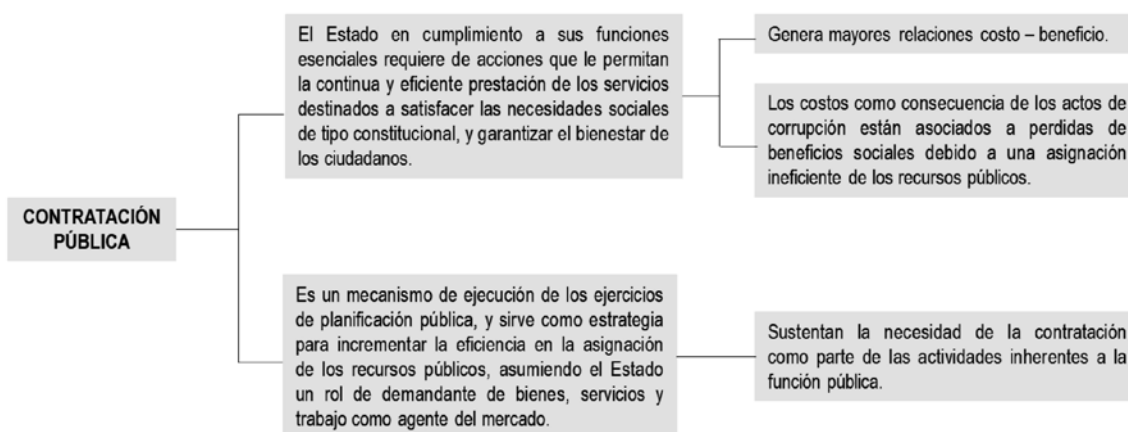 CONTRATACIÓN
PÚBLICA
El Estado en cumplimiento a sus funciones
esenciales requiere de acciones que le permitan
la continua y eficiente prestación de los servicios
destinados a satisfacer las necesidades sociales
de tipo constitucional, y garantizar el bienestar de
los ciudadanos.
Genera mayores relaciones costo – beneficio.
Los costos como consecuencia de los actos de
corrupción están asociados a perdidas de
beneficios sociales debido a una asignación
ineficiente de los recursos públicos.
Es un mecanismo de ejecución de los ejercicios
de planificación pública, y sirve como estrategia
para incrementar la eficiencia en la asignación
de los recursos públicos, asumiendo el Estado
un rol de demandante de bienes, servicios y
trabajo como agente del mercado.
Sustentan la necesidad de la contratación
como parte de las actividades inherentes a la
función pública.